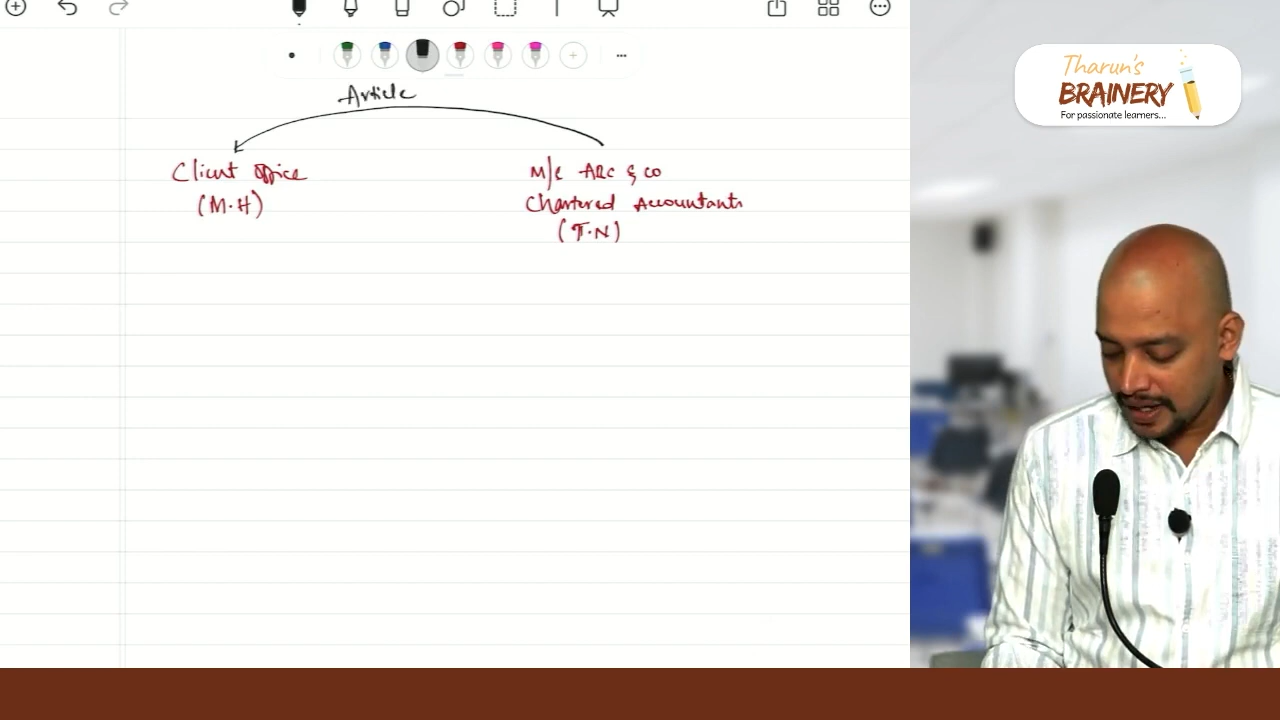 Tharun's
BRAINERY
For passionate learners...
Article
Client office
(M.H)
M/s ABC & Co
Chartered Accountants
(T.N)